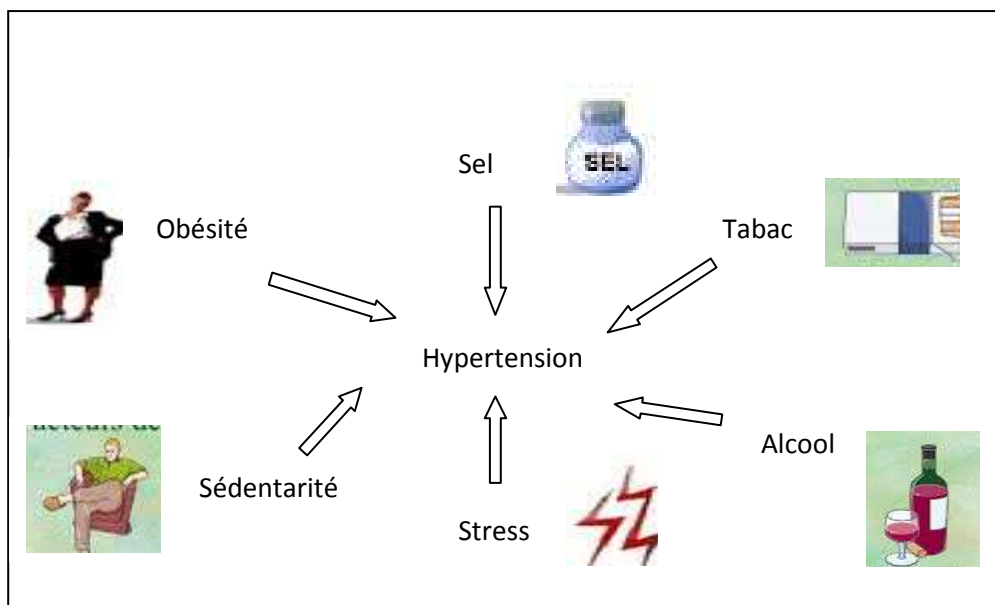 Sel
SEL
Obésité
Tabac
Hypertension
Alcool
Sédentarité
Stress